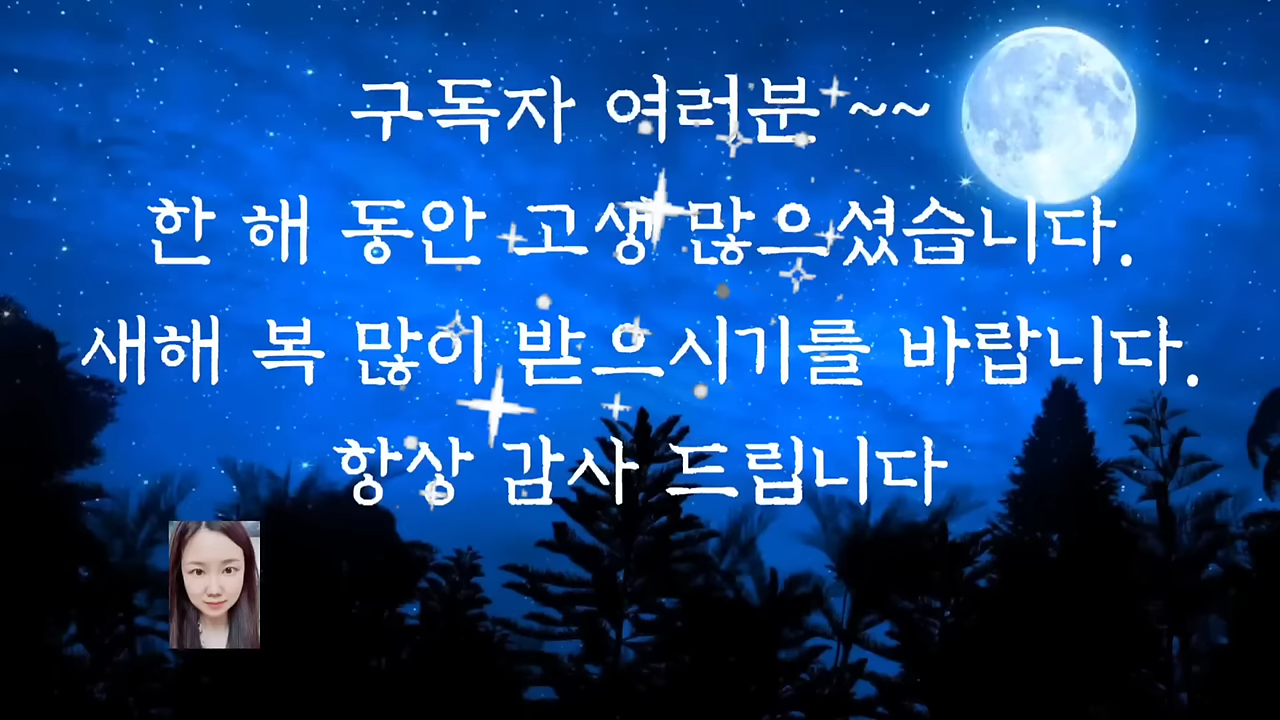 구독자 여러분 ~~
한 해 동안 고생 많으셨습니다.
새해 복 많이 받으시기를 바랍니다.
항상 감사 드립니다